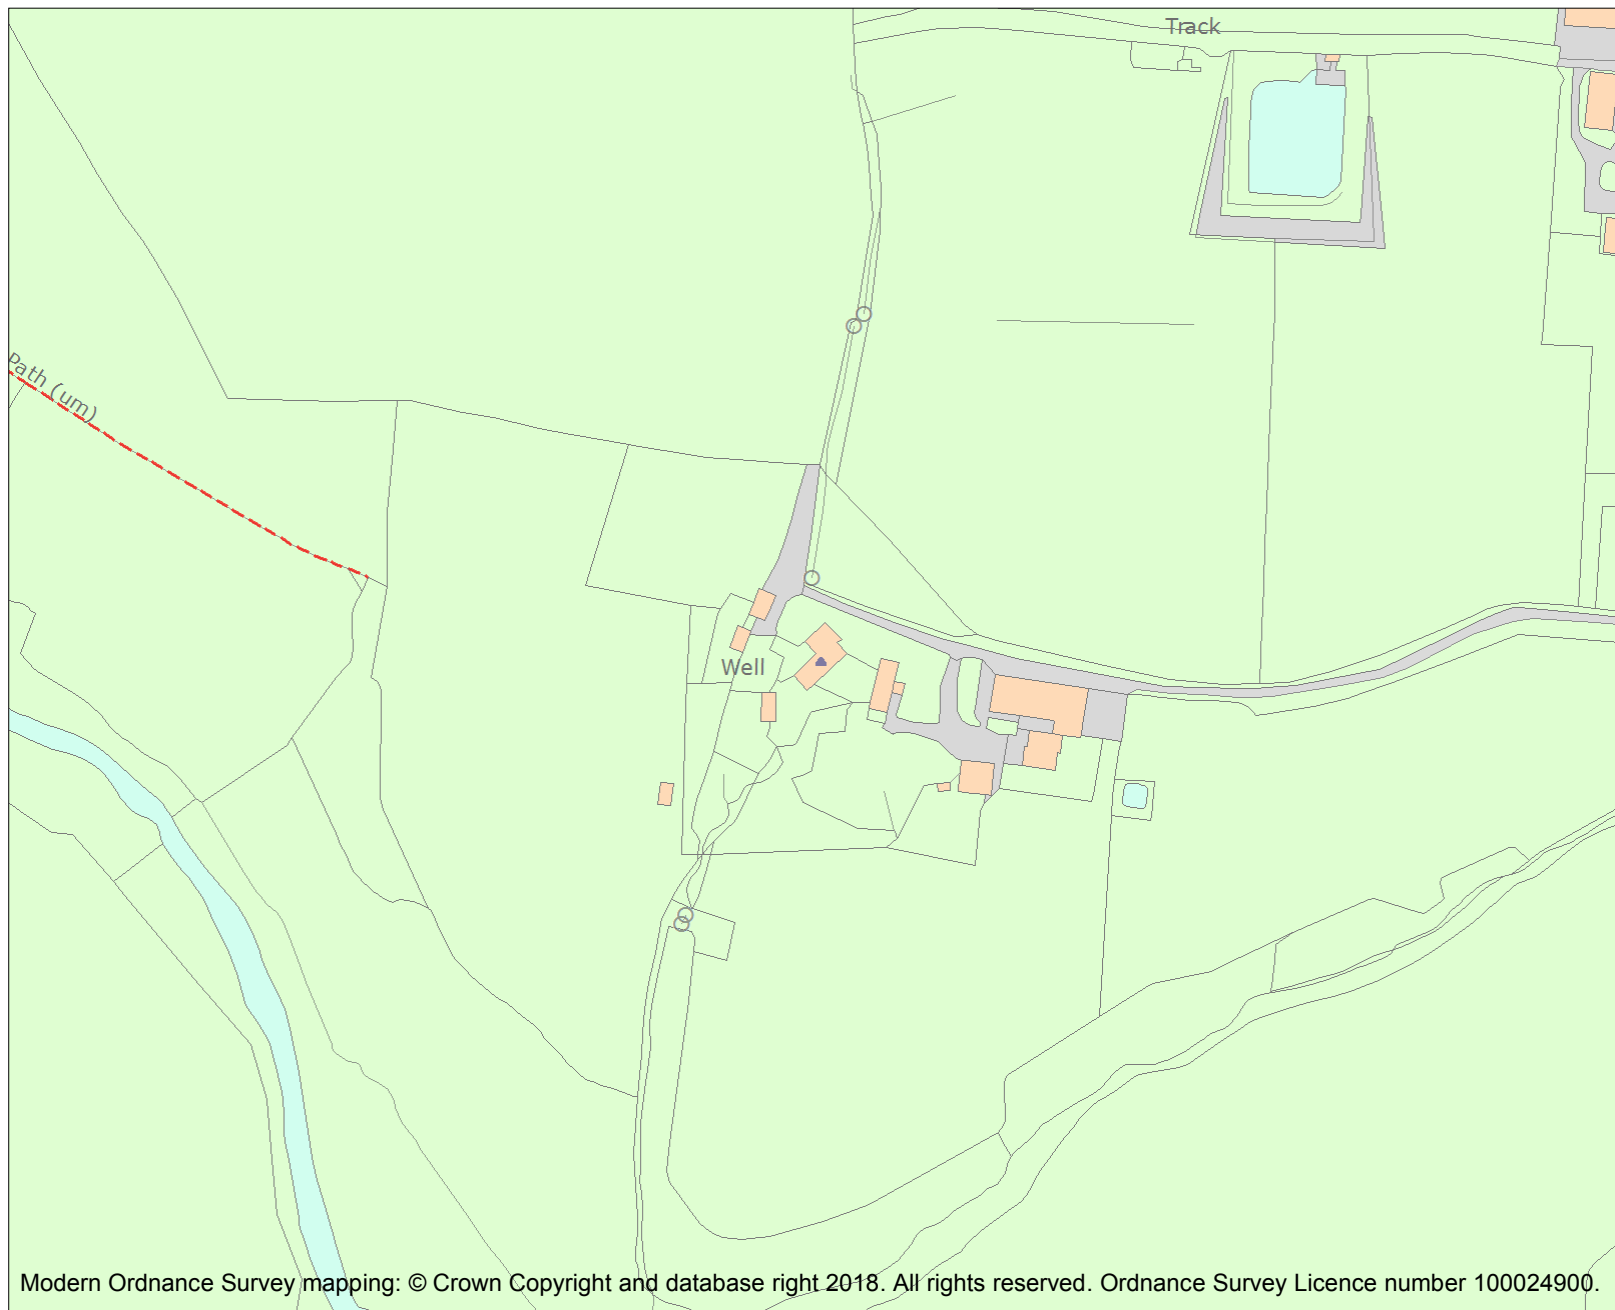 Track
Path (um)
Well
Modern Ordnance Survey mapping: © Crown Copyright and database right 2018. All rights reserved. Ordnance Survey Licence number 100024900.